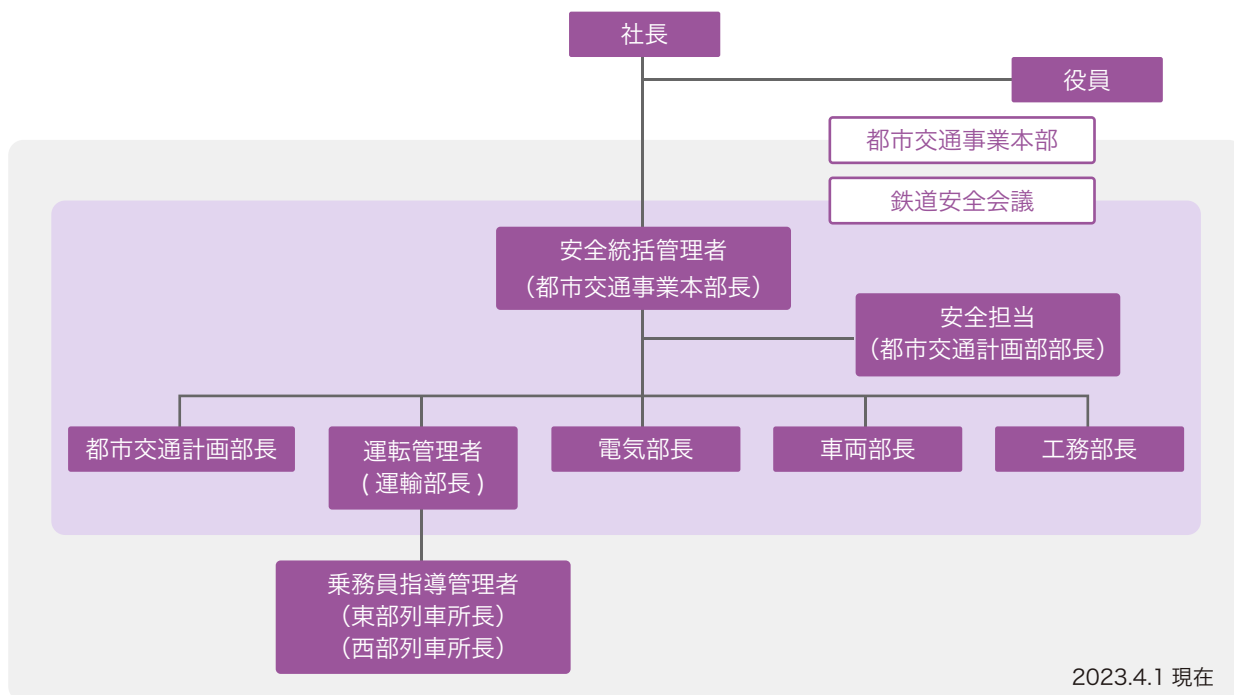 社長
役員
都市交通事業本部
鉄道安全会議
安全統括管理者
（都市交通事業本部長）
安全担当
（都市交通計画部部長）
都市交通計画部長
運転管理者
( 運輸部長 )
電気部長
車両部長
工務部長
乗務員指導管理者
（東部列車所長）
（西部列車所長）
2023.4.1 現在